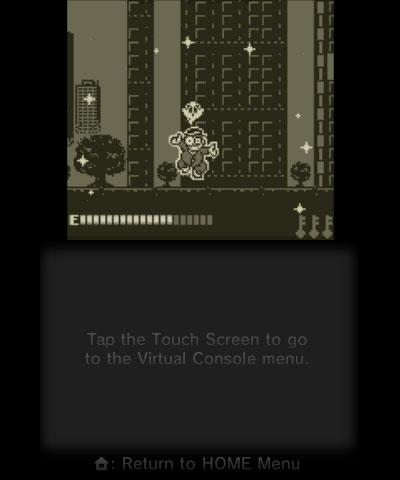 E
Tap the Touch Screen to go
to the Virtual Console menu.
: Return to HOME Menu